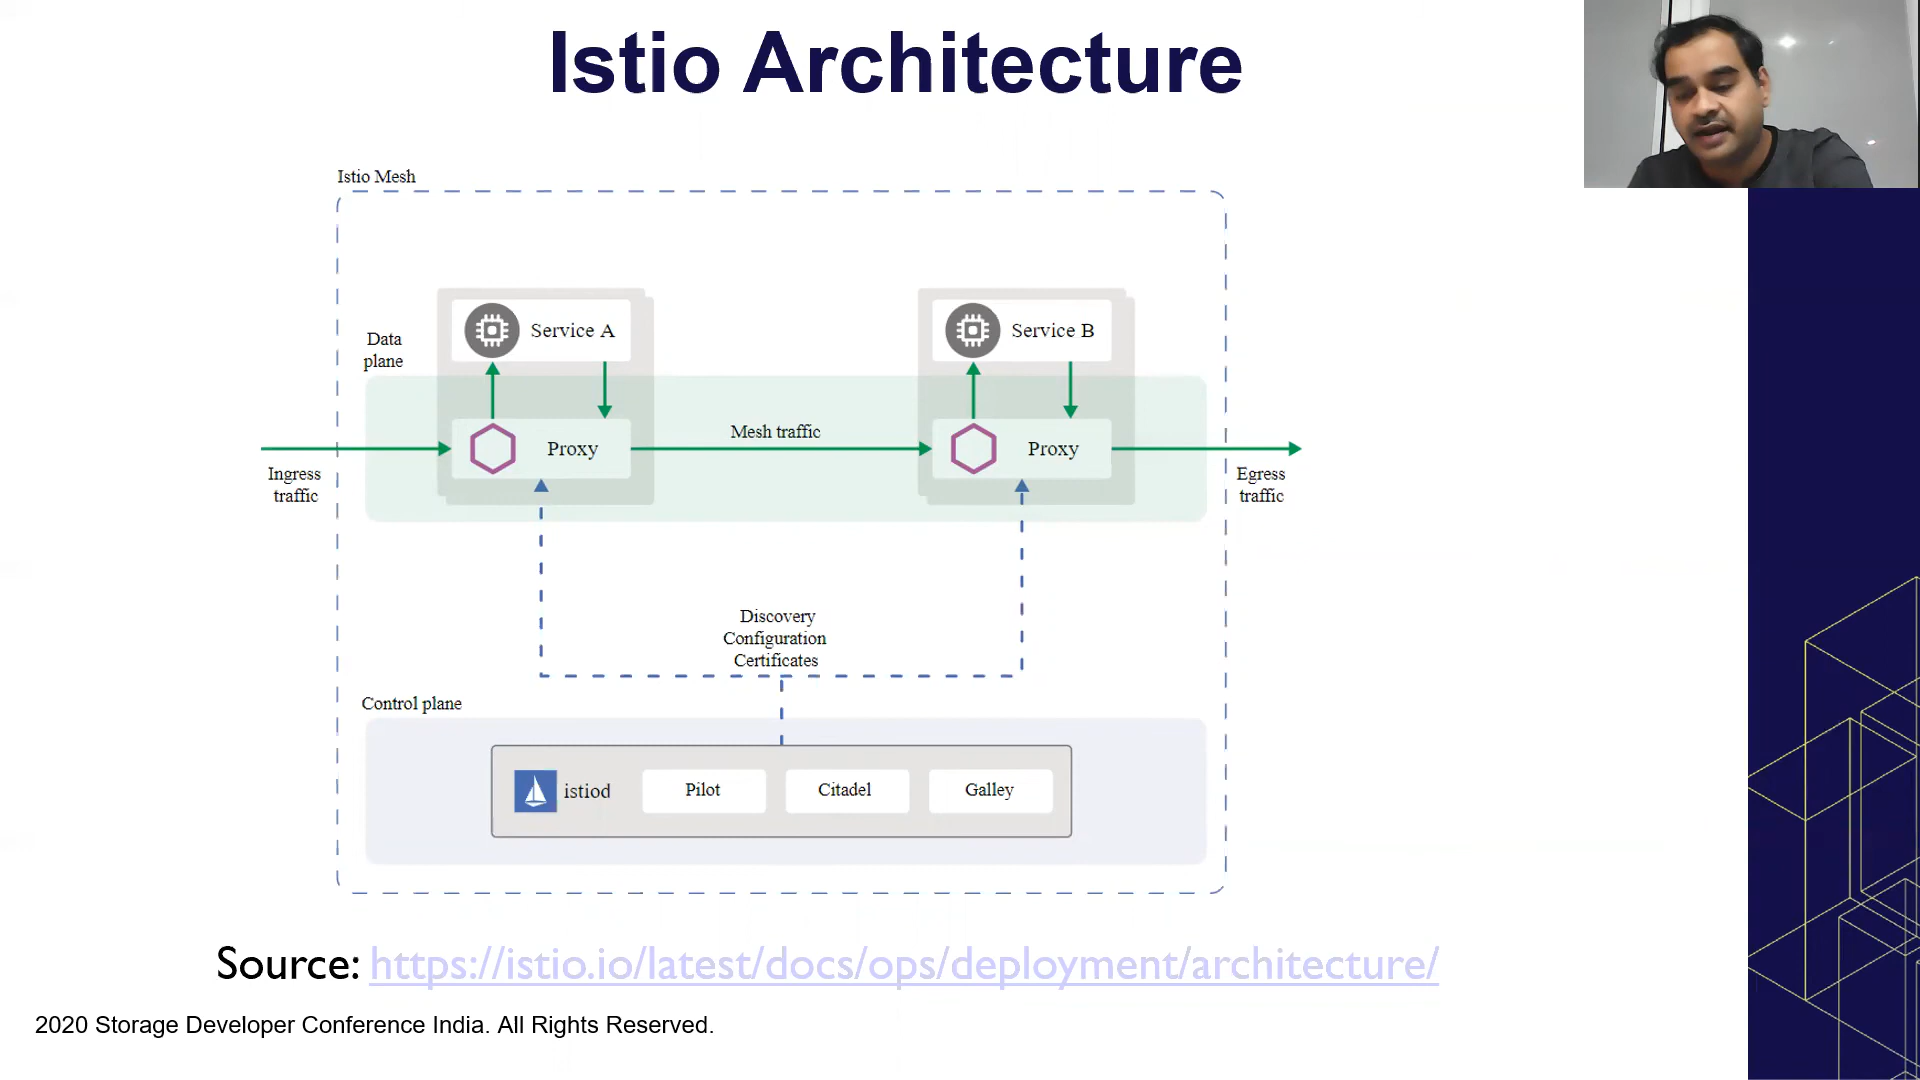 Istio Architecture
Istio Mesh
Data
plane
Service A
Service B
Proxy
Mesh traffic
Proxy
Ingress
traffic
Egress
traffic
Discovery
Configuration
Certificates
Control plane
istiod
Pilot
Citadel
Galley
Source: https://istio.io/latest/docs/ops/deployment/architecture/
2020 Storage Developer Conference India. All Rights Reserved.